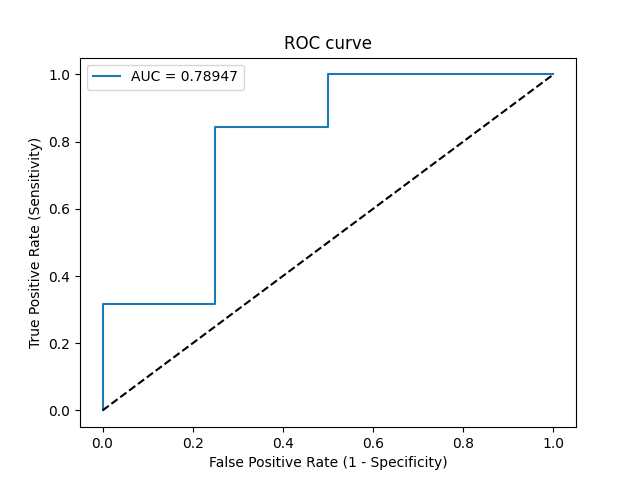 ROC curve
AUC = 0.78947
1.0
0.8
0.6
0.4
0.2
0.0
True Positive Rate (Sensitivity)
0.0 0.2 0.4 0.6 0.8 1.0
False Positive Rate (1 - Specificity)